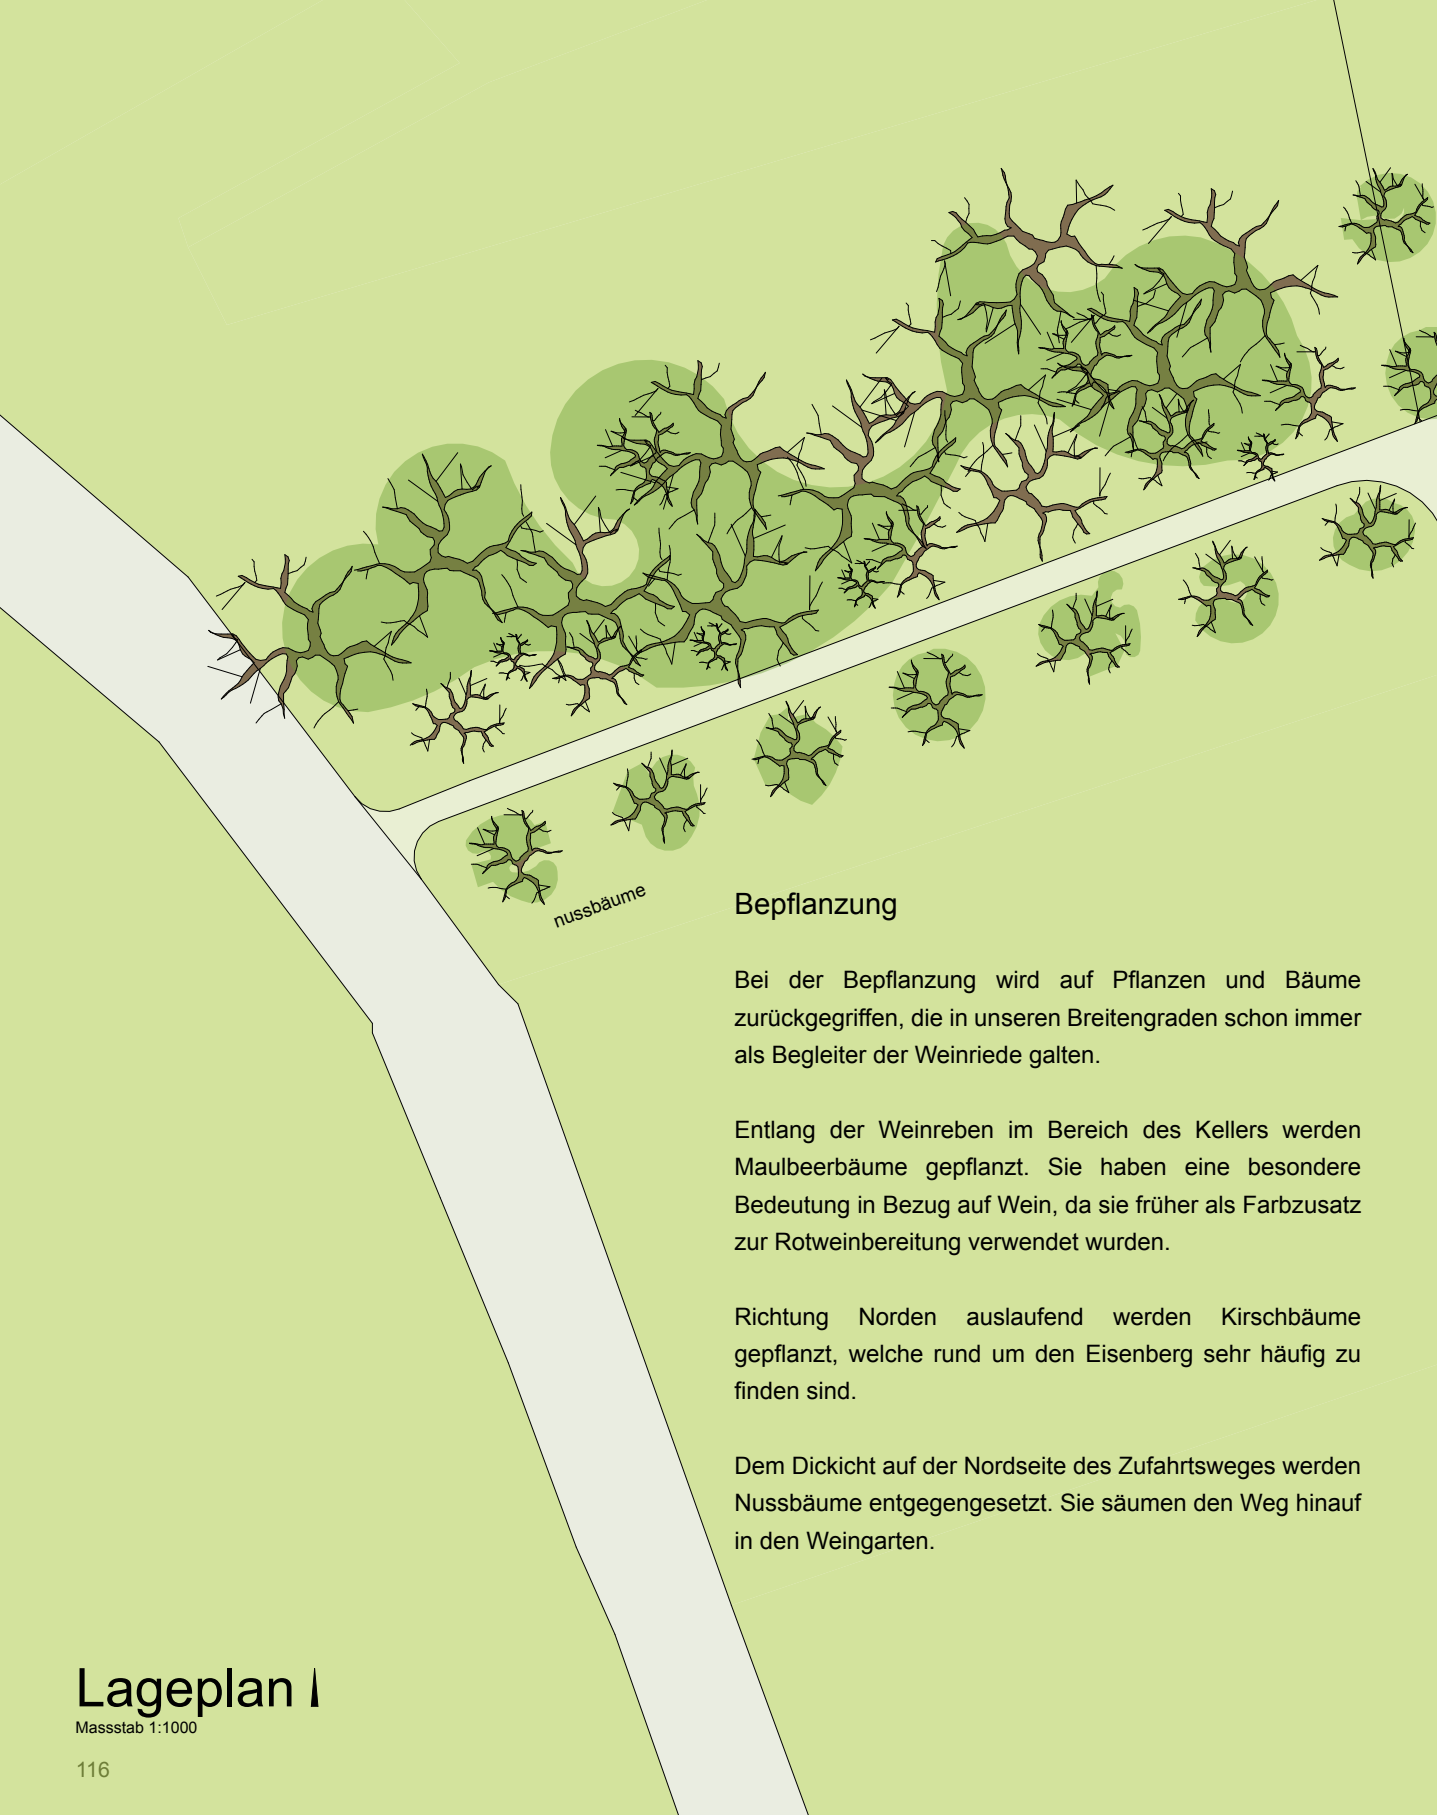 nussbäume
Bepflanzung
Bei der Bepflanzung wird auf Pflanzen und Bäume
zurückgegriffen, die in unseren Breitengraden schon immer
als Begleiter der Weinriede galten.
Entlang der Weinreben im Bereich des Kellers werden
Maulbeerbäume gepflanzt. Sie haben eine besondere
Bedeutung in Bezug auf Wein, da sie früher als Farbzusatz
zur Rotweinbereitung verwendet wurden.
Richtung Norden auslaufend werden Kirschbäume
gepflanzt, welche rund um den Eisenberg sehr häufig zu
finden sind.
Dem Dickicht auf der Nordseite des Zufahrtsweges werden
Nussbäume entgegengesetzt. Sie säumen den Weg hinauf
in den Weingarten.
Lageplan
Massstab 1:1000
116